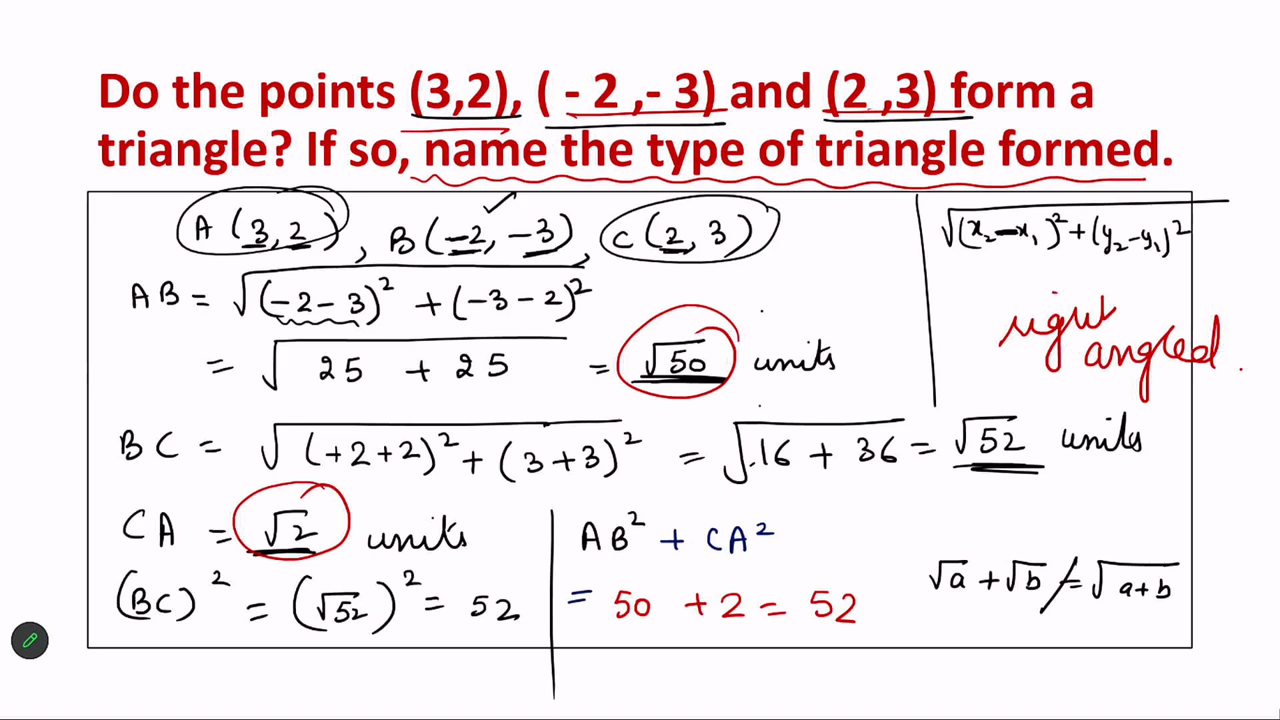 Do the points (3,2), ( - 2 ,- 3) and (2 ,3) form a
triangle? If so, name the type of triangle formed.
A (3, 2), B(-2, -3), C(2, 3)
√(x₂-x₁)²+(y₂-y₁)²
AB = √(-2-3)² + (-3-2)²
right
angled.
= √25 + 25 = √50 units
BC = √(+2+2)² + (3+3)² = √16 + 36 = √52 units
CA = √2 units
AB² + CA²
(BC)² = (√52)² = 52
= 50 + 2 = 52
√a + √b ≠ √a+b